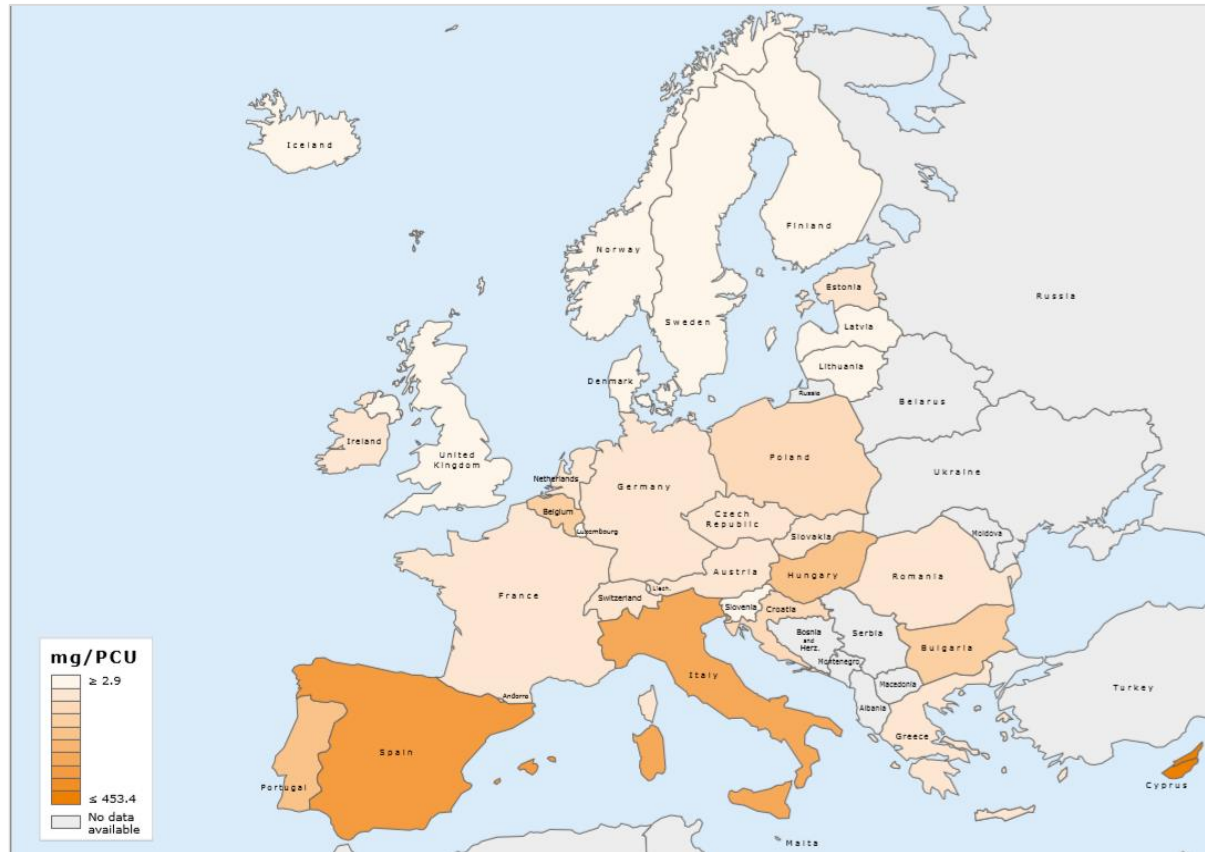 Iceland
Norway
Finland
Sweden
Estonia
Russia
Latvia
Lithuania
Denmark
Russia
Belarus
Ireland
United
Kingdom
Poland
Ukraine
Netherlands
Germany
Belgium
Czech
Republic
Luxembourg
Slovakia
Moldova
Austria
Hungary
Romania
France
Switzerland
Liech.
Slovenia
Croatia
Bosnia
and
Herz.
Serbia
Bulgaria
Montenegro
Italy
Macedonia
Turkey
Andorra
Albania
Greece
Spain
Portugal
Cyprus
Malta
mg/PCU
≥ 2.9
≤ 453.4
No data
available